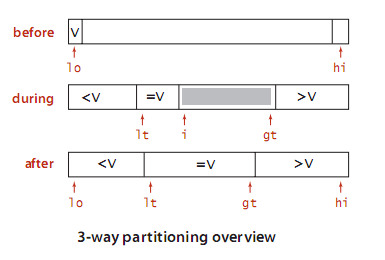 before V
lo hi
during <V =V >V
lt i gt
after <V =V >V
lo lt gt hi
3-way partitioning overview